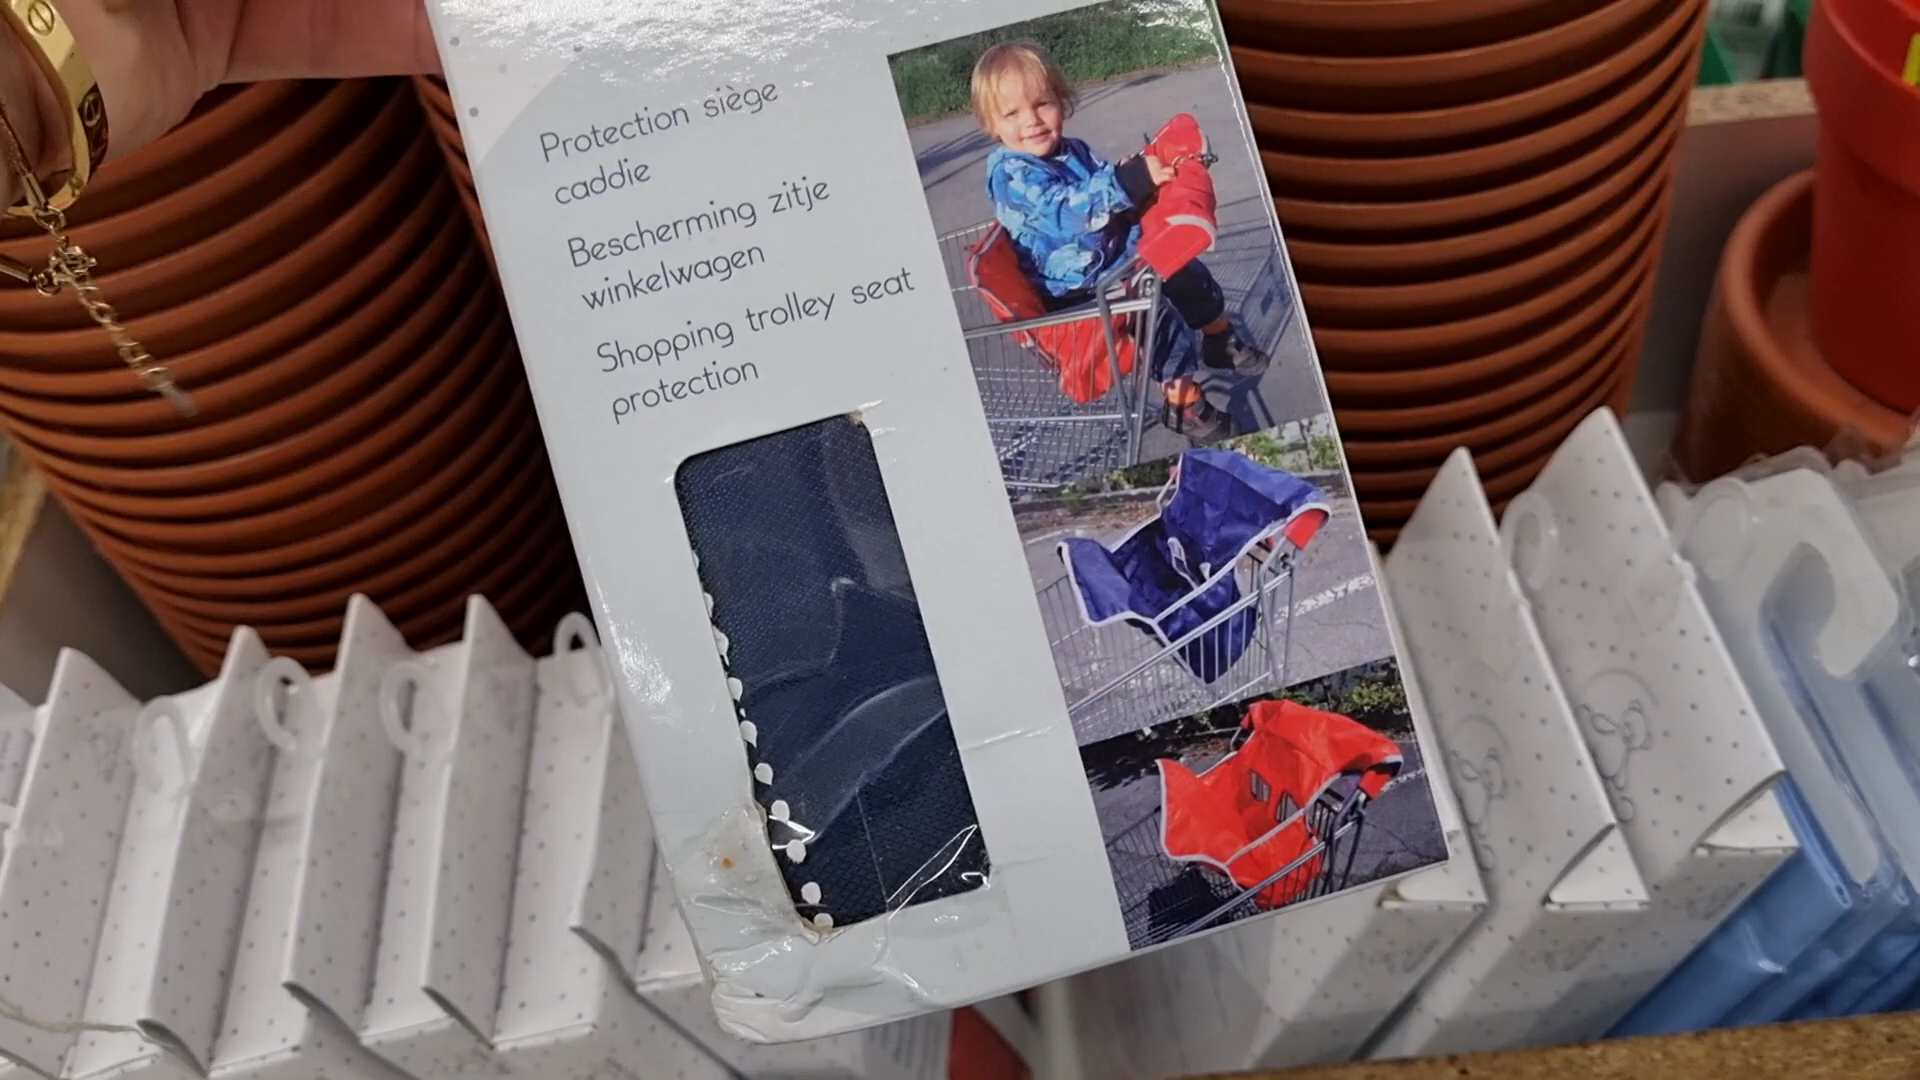 Protection siège
caddie
Bescherming zitje
winkelwagen
Shopping trolley seat
protection